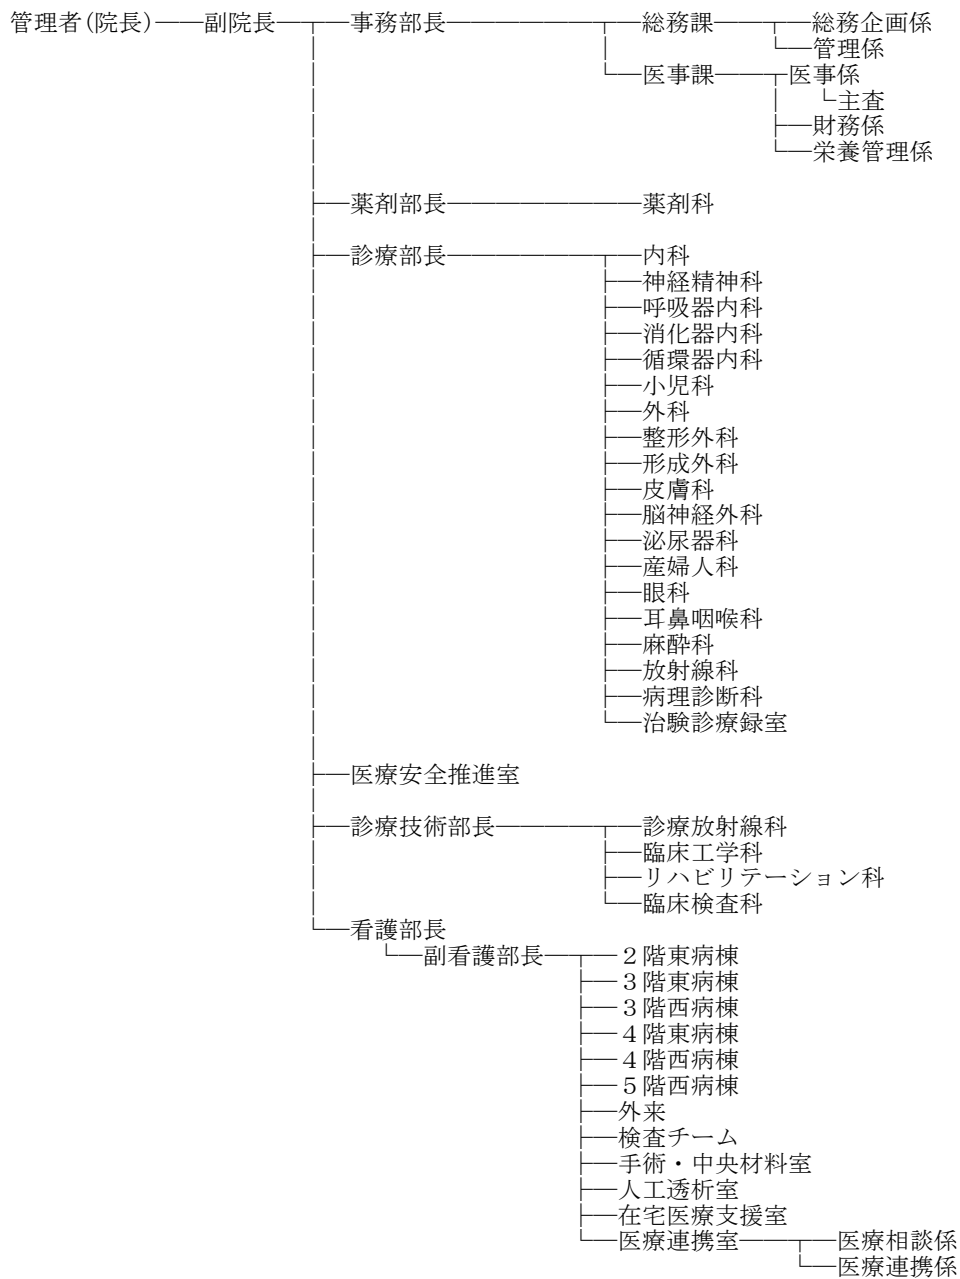 管理者(院長) 副院長 事務部長 総務課 総務企画係
管理係
医事課 医事係
主査
財務係
栄養管理係
薬剤部長 薬剤科
診療部長 内科
神経精神科
呼吸器内科
消化器内科
循環器内科
小児科
外科
整形外科
形成外科
皮膚科
脳神経外科
泌尿器科
産婦人科
眼科
耳鼻咽喉科
麻酔科
放射線科
病理診断科
治験診療録室
医療安全推進室
診療技術部長 診療放射線科
臨床工学科
リハビリテーション科
臨床検査科
看護部長
副看護部長 2階東病棟
3階東病棟
3階西病棟
4階東病棟
4階西病棟
5階西病棟
外来
検査チーム
手術・中央材料室
人工透析室
在宅医療支援室
医療連携室 医療相談係
医療連携係